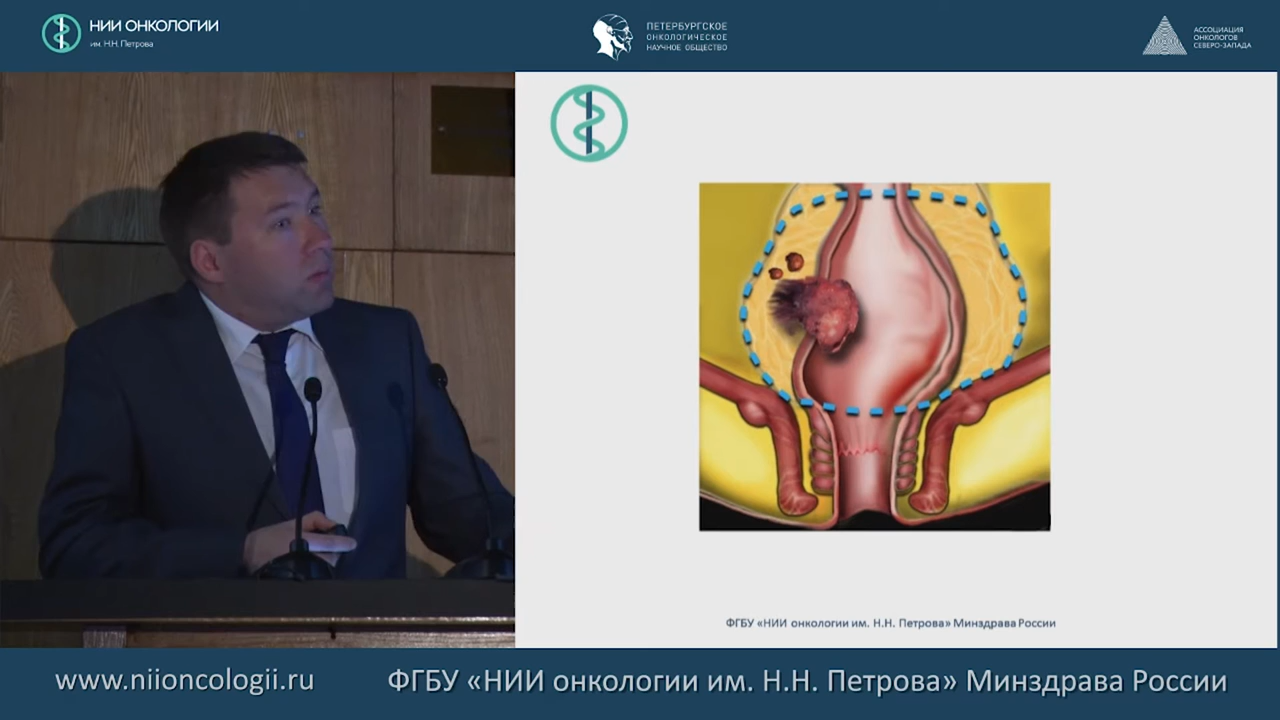 НИИ ОНКОЛОГИИ
им. Н.Н. Петрова
ПЕТЕРБУРГСКОЕ
ОНКОЛОГИЧЕСКОЕ
НАУЧНОЕ ОБЩЕСТВО
АССОЦИАЦИЯ
ОНКОЛОГОВ
СЕВЕРО-ЗАПАДА
ФГБУ «НИИ онкологии им. Н.Н. Петрова» Минздрава России
www.niioncologii.ru
ФГБУ «НИИ онкологии им. Н.Н. Петрова» Минздрава России